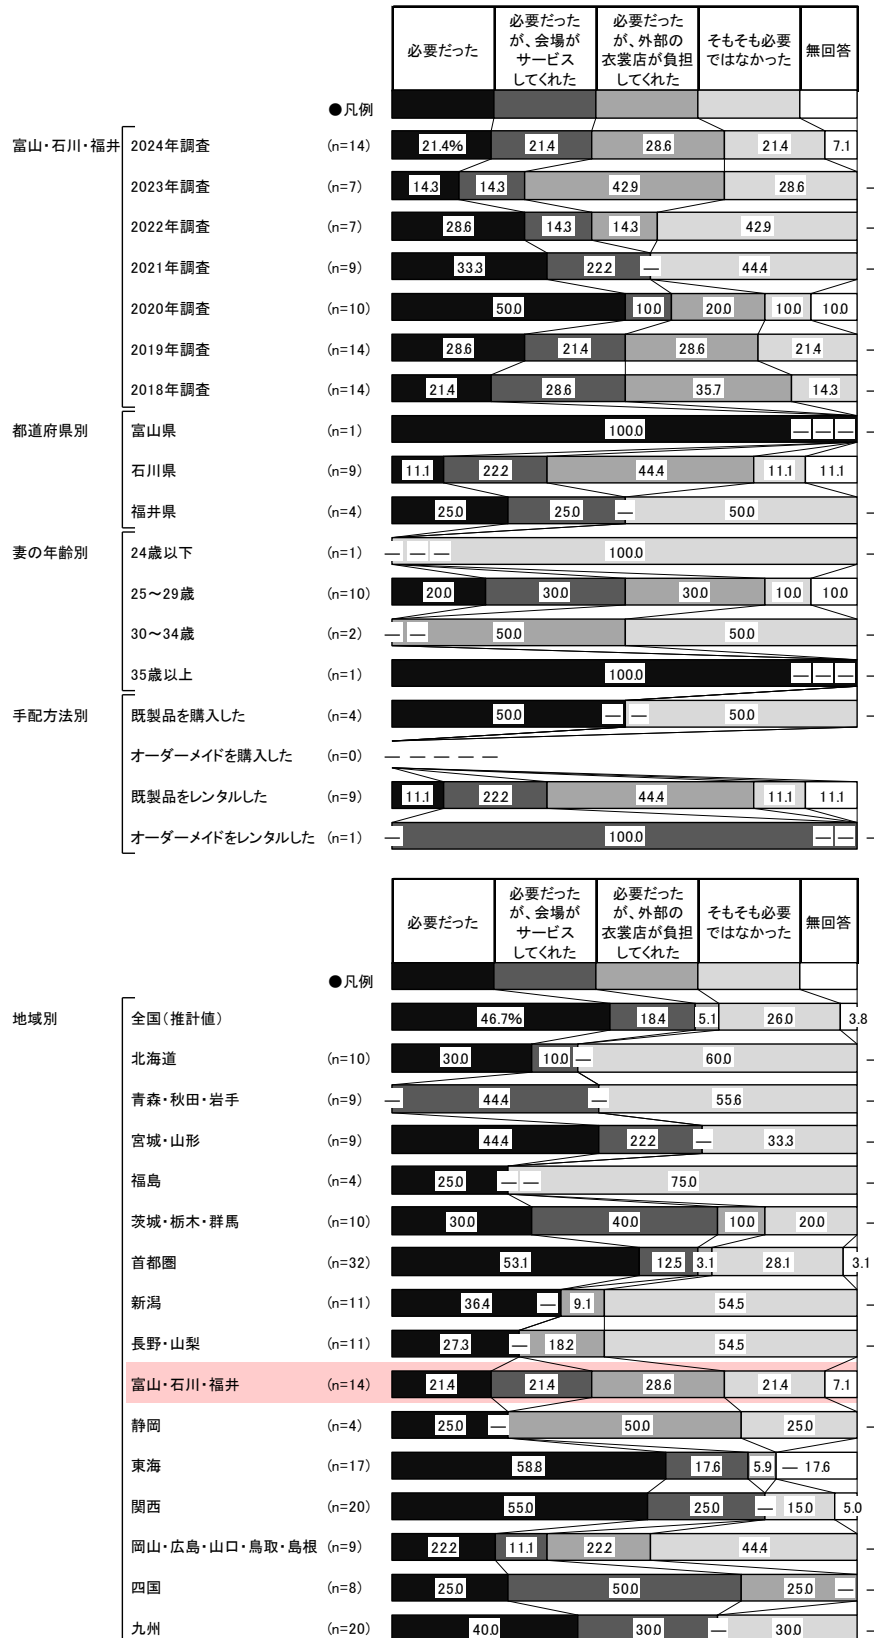 必要だった
必要だった
が、会場が
サービス
してくれた
必要だった
が、外部の
衣裳店が負担
してくれた
そもそも必要
ではなかった
無回答
●凡例
富山・石川・福井 2024年調査 (n=14) 21.4% 21.4 28.6 21.4 7.1
2023年調査 (n=7) 14.3 14.3 42.9 28.6 —
2022年調査 (n=7) 28.6 14.3 14.3 42.9 —
2021年調査 (n=9) 33.3 22.2 — 44.4 —
2020年調査 (n=10) 50.0 10.0 20.0 10.0 10.0
2019年調査 (n=14) 28.6 21.4 28.6 21.4 —
2018年調査 (n=14) 21.4 28.6 35.7 14.3 —
都道府県別 富山県 (n=1) 100.0 — — — —
石川県 (n=9) 11.1 22.2 44.4 11.1 11.1
福井県 (n=4) 25.0 25.0 — 50.0 —
妻の年齢別 24歳以下 (n=1) — — — 100.0 —
25～29歳 (n=10) 20.0 30.0 30.0 10.0 10.0
30～34歳 (n=2) — — 50.0 50.0 —
35歳以上 (n=1) 100.0 — — — —
手配方法別 既製品を購入した (n=4) 50.0 — — 50.0 —
オーダーメイドを購入した (n=0) — — — — —
既製品をレンタルした (n=9) 11.1 22.2 44.4 11.1 11.1
オーダーメイドをレンタルした (n=1) — 100.0 — — —
必要だった
必要だった
が、会場が
サービス
してくれた
必要だった
が、外部の
衣裳店が負担
してくれた
そもそも必要
ではなかった
無回答
●凡例
地域別 全国（推計値） 46.7% 18.4 5.1 26.0 3.8
北海道 (n=10) 30.0 10.0 — 60.0 —
青森・秋田・岩手 (n=9) — 44.4 — 55.6 —
宮城・山形 (n=9) 44.4 22.2 — 33.3 —
福島 (n=4) 25.0 — — 75.0 —
茨城・栃木・群馬 (n=10) 30.0 40.0 10.0 20.0 —
首都圏 (n=32) 53.1 12.5 3.1 28.1 3.1
新潟 (n=11) 36.4 — 9.1 54.5 —
長野・山梨 (n=11) 27.3 — 18.2 54.5 —
富山・石川・福井 (n=14) 21.4 21.4 28.6 21.4 7.1
静岡 (n=4) 25.0 — 50.0 25.0 —
東海 (n=17) 58.8 17.6 5.9 — 17.6
関西 (n=20) 55.0 25.0 — 15.0 5.0
岡山・広島・山口・鳥取・島根 (n=9) 22.2 11.1 22.2 44.4 —
四国 (n=8) 25.0 50.0 25.0 — —
九州 (n=20) 40.0 30.0 — 30.0 —